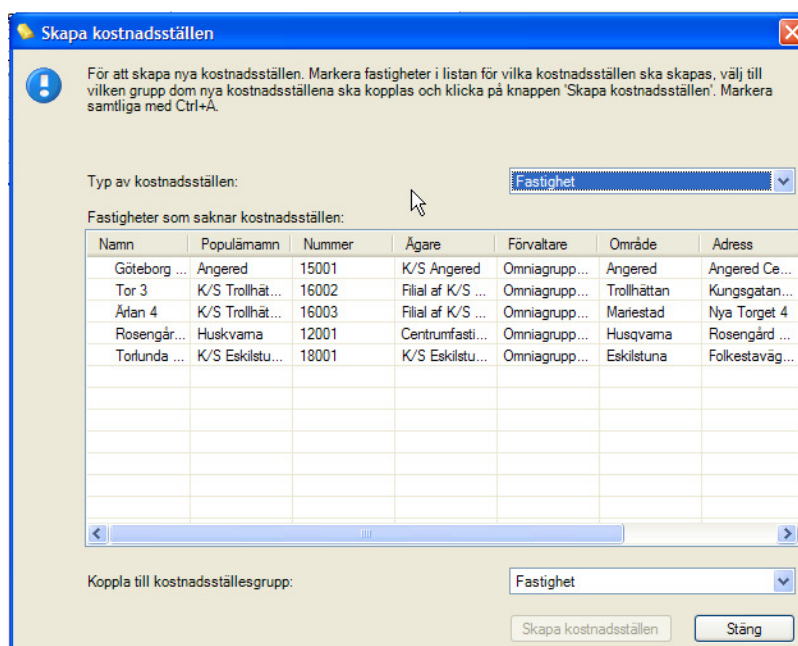 Skapa kostnadsställen
För att skapa nya kostnadsställen. Markera fastigheter i listan för vilka kostnadsställen ska skapas, välj till
vilken grupp dom nya kostnadsställena ska kopplas och klicka på knappen 'Skapa kostnadsställen'. Markera
samtliga med Ctrl+A.
Typ av kostnadsställen: Fastighet
Fastigheter som saknar kostnadsställen:
Namn Populärnamn Nummer Ägare Förvaltare Område Adress
Göteborg ... Angered 15001 K/S Angered Omniagrupp... Angered Angered Ce...
Tor 3 K/S Trollhät... 16002 Filial af K/S ... Omniagrupp... Trollhättan Kungsgatan...
Ärlan 4 K/S Trollhät... 16003 Filial af K/S ... Omniagrupp... Mariestad Nya Torget 4
Rosengår... Huskvarna 12001 Centrumfasti... Omniagrupp... Husqvarna Rosengård ...
Torlunda ... K/S Eskilstu... 18001 K/S Eskilstu... Omniagrupp... Eskilstuna Folkestaväg...
Koppla till kostnadsställesgrupp: Fastighet
Skapa kostnadsställen Stäng